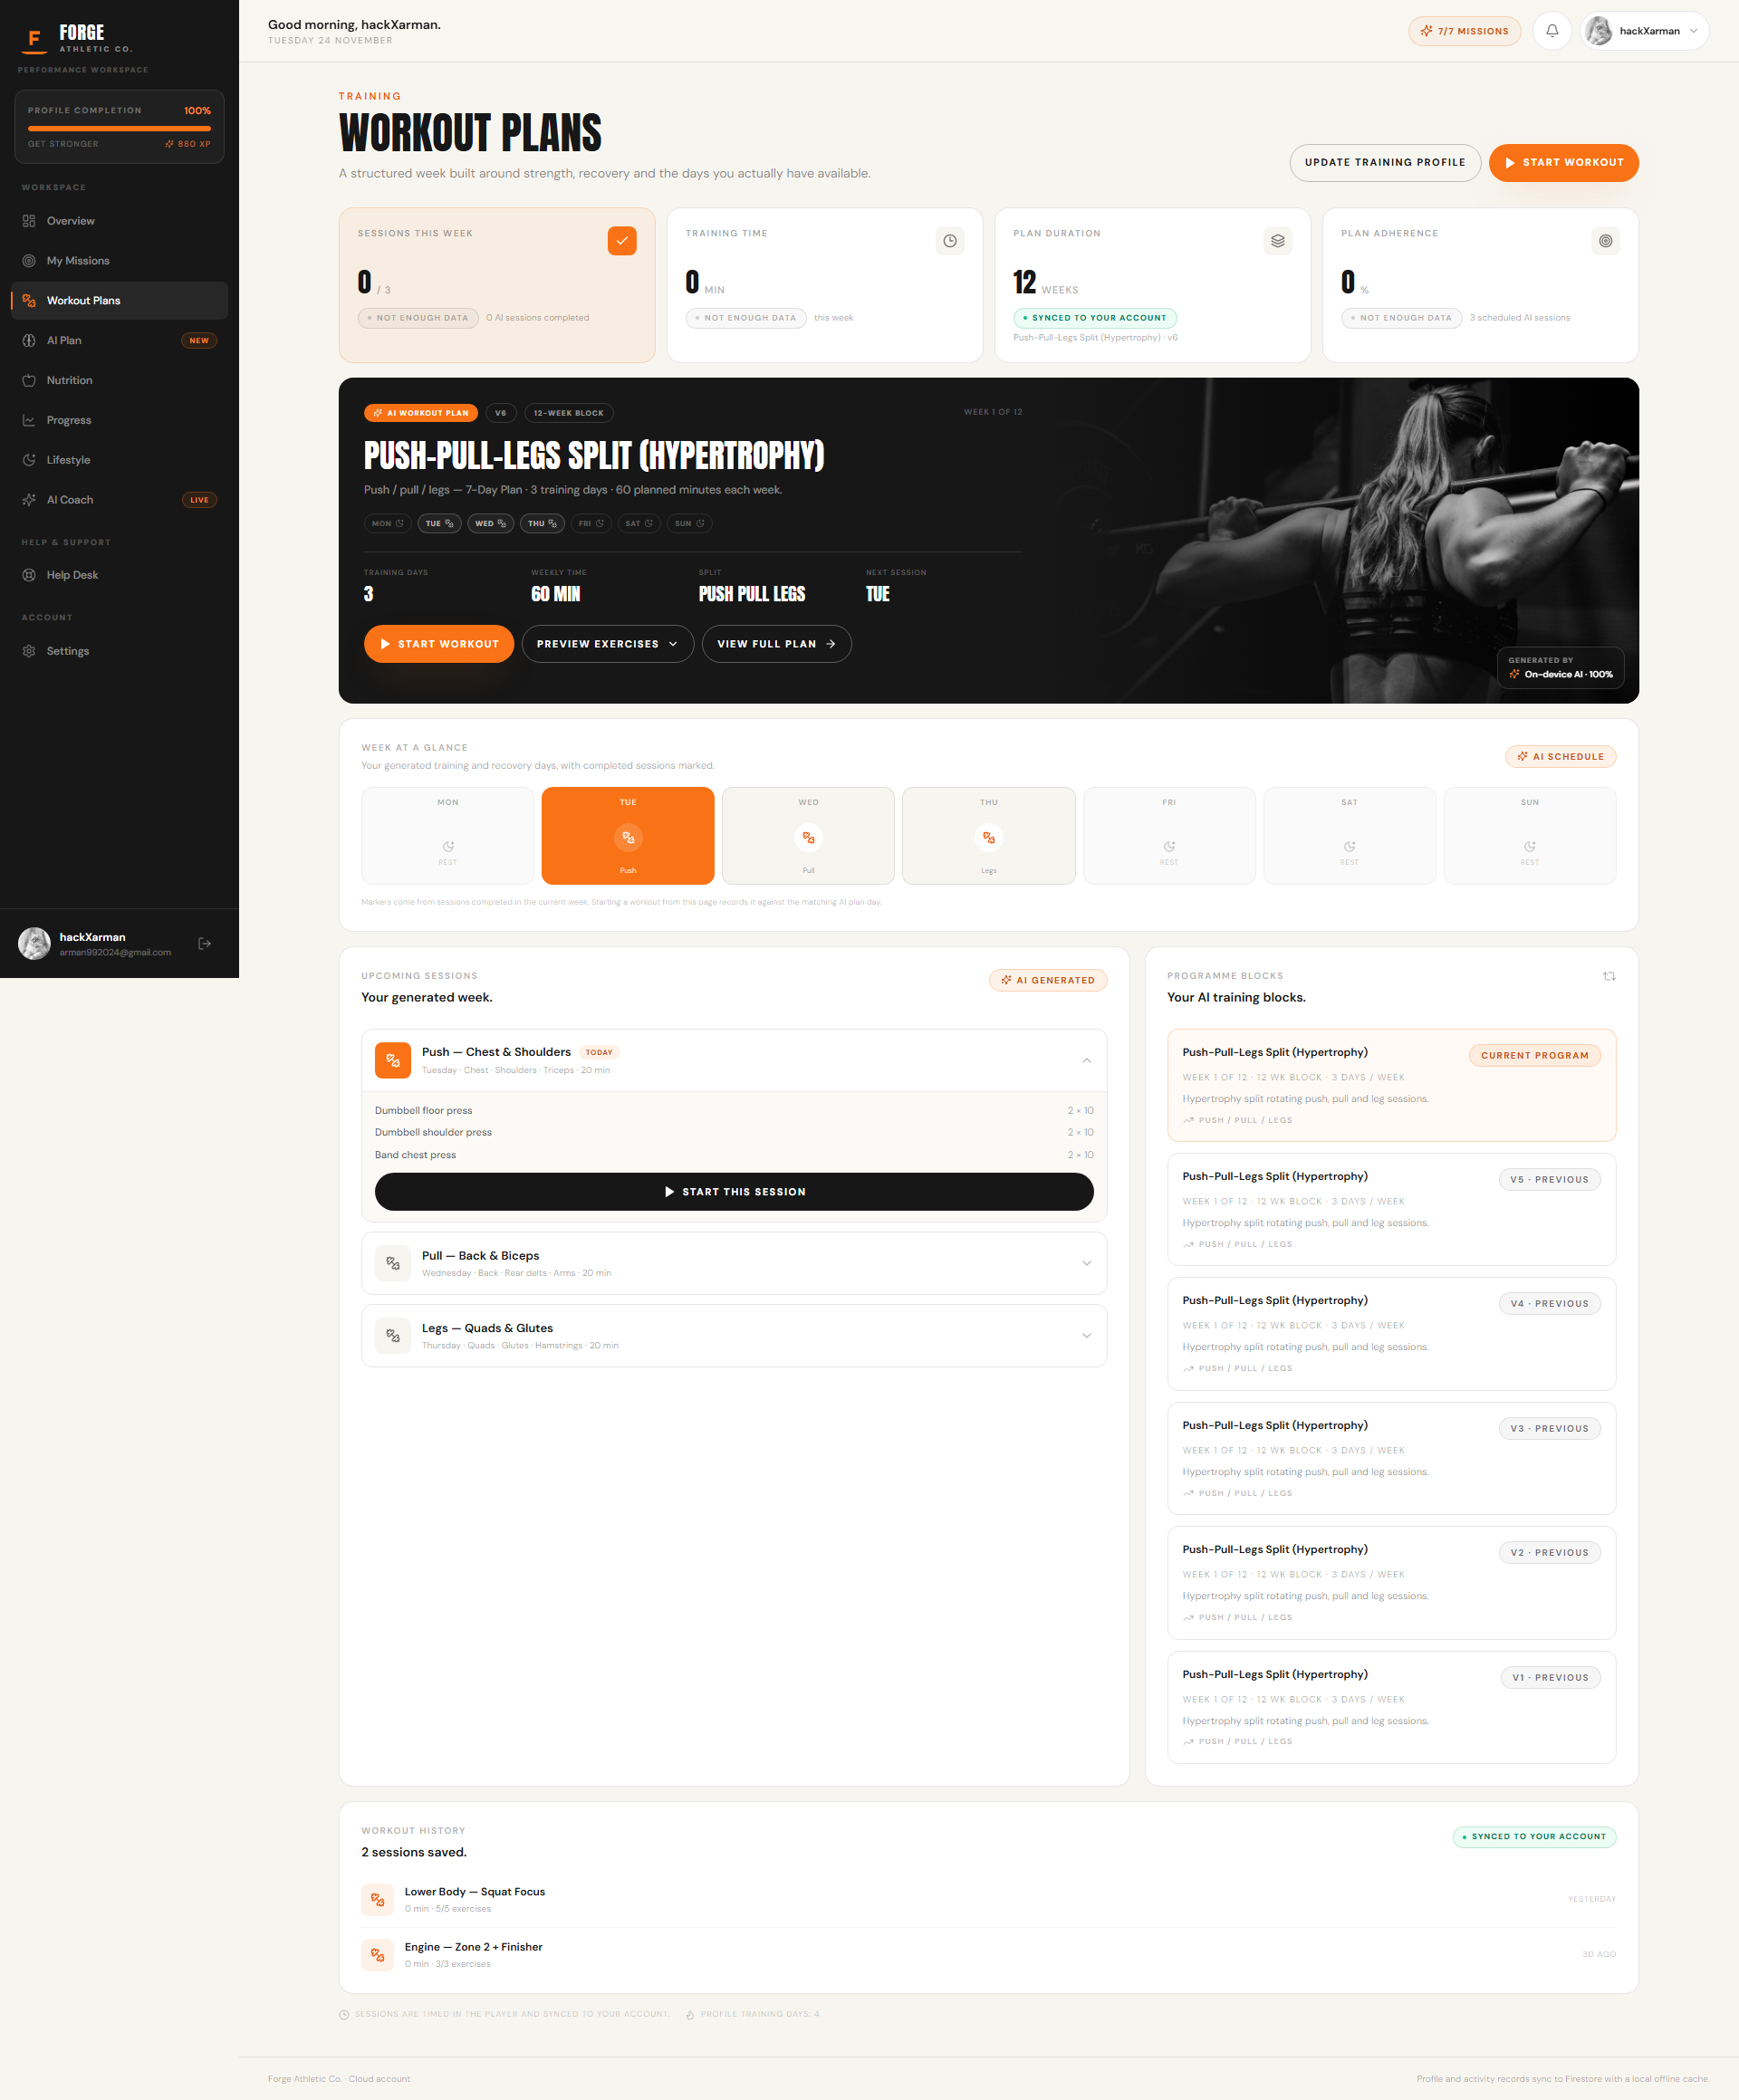 F
FORGE
ATHLETIC CO.
PERFORMANCE WORKSPACE
PROFILE COMPLETION 100%
GET STRONGER 880 XP
WORKSPACE
Overview
My Missions
Workout Plans
AI Plan NEW
Nutrition
Progress
Lifestyle
AI Coach LIVE
HELP & SUPPORT
Help Desk
ACCOUNT
Settings
hackXarman
arman992024@gmail.com
Good morning, hackXarman.
TUESDAY 24 NOVEMBER
7/7 MISSIONS
hackXarman
TRAINING
WORKOUT PLANS
A structured week built around strength, recovery and the days you actually have available.
UPDATE TRAINING PROFILE
START WORKOUT
SESSIONS THIS WEEK
0 / 3
NOT ENOUGH DATA 0 AI sessions completed
TRAINING TIME
0 MIN
NOT ENOUGH DATA this week
PLAN DURATION
12 WEEKS
SYNCED TO YOUR ACCOUNT
Push-Pull-Legs Split (Hypertrophy) · v6
PLAN ADHERENCE
0 %
NOT ENOUGH DATA 3 scheduled AI sessions
AI WORKOUT PLAN V6 12-WEEK BLOCK WEEK 1 OF 12
PUSH-PULL-LEGS SPLIT (HYPERTROPHY)
Push / pull / legs — 7-Day Plan · 3 training days · 60 planned minutes each week.
MON TUE WED THU FRI SAT SUN
TRAINING DAYS WEEKLY TIME SPLIT NEXT SESSION
3 60 MIN PUSH PULL LEGS TUE
START WORKOUT PREVIEW EXERCISES VIEW FULL PLAN
GENERATED BY
On-device AI · 100%
WEEK AT A GLANCE
Your generated training and recovery days, with completed sessions marked.
AI SCHEDULE
MON TUE WED THU FRI SAT SUN
REST Push Pull Legs REST REST REST
Markers come from sessions completed in the current week. Starting a workout from this page records it against the matching AI plan day.
UPCOMING SESSIONS
Your generated week.
AI GENERATED
Push — Chest & Shoulders TODAY
Tuesday · Chest · Shoulders · Triceps · 20 min
Dumbbell floor press 2 × 10
Dumbbell shoulder press 2 × 10
Band chest press 2 × 10
START THIS SESSION
Pull — Back & Biceps
Wednesday · Back · Rear delts · Arms · 20 min
Legs — Quads & Glutes
Thursday · Quads · Glutes · Hamstrings · 20 min
PROGRAMME BLOCKS
Your AI training blocks.
Push-Pull-Legs Split (Hypertrophy) CURRENT PROGRAM
WEEK 1 OF 12 · 12 WK BLOCK · 3 DAYS / WEEK
Hypertrophy split rotating push, pull and leg sessions.
PUSH / PULL / LEGS
Push-Pull-Legs Split (Hypertrophy) V5 · PREVIOUS
WEEK 1 OF 12 · 12 WK BLOCK · 3 DAYS / WEEK
Hypertrophy split rotating push, pull and leg sessions.
PUSH / PULL / LEGS
Push-Pull-Legs Split (Hypertrophy) V4 · PREVIOUS
WEEK 1 OF 12 · 12 WK BLOCK · 3 DAYS / WEEK
Hypertrophy split rotating push, pull and leg sessions.
PUSH / PULL / LEGS
Push-Pull-Legs Split (Hypertrophy) V3 · PREVIOUS
WEEK 1 OF 12 · 12 WK BLOCK · 3 DAYS / WEEK
Hypertrophy split rotating push, pull and leg sessions.
PUSH / PULL / LEGS
Push-Pull-Legs Split (Hypertrophy) V2 · PREVIOUS
WEEK 1 OF 12 · 12 WK BLOCK · 3 DAYS / WEEK
Hypertrophy split rotating push, pull and leg sessions.
PUSH / PULL / LEGS
Push-Pull-Legs Split (Hypertrophy) V1 · PREVIOUS
WEEK 1 OF 12 · 12 WK BLOCK · 3 DAYS / WEEK
Hypertrophy split rotating push, pull and leg sessions.
PUSH / PULL / LEGS
WORKOUT HISTORY
2 sessions saved.
SYNCED TO YOUR ACCOUNT
Lower Body — Squat Focus
0 min · 5/5 exercises
YESTERDAY
Engine — Zone 2 + Finisher
0 min · 3/3 exercises
3D AGO
SESSIONS ARE TIMED IN THE PLAYER AND SYNCED TO YOUR ACCOUNT. PROFILE TRAINING DAYS: 4
Forge Athletic Co. · Cloud account
Profile and activity records sync to Firestore with a local offline cache.